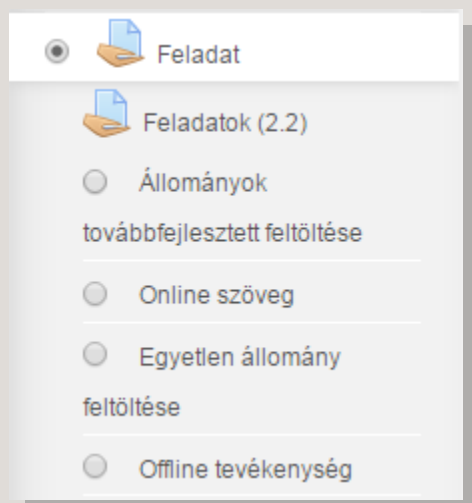 Feladat
Feladatok (2.2)
Állományok
továbbfejlesztett feltöltése
Online szöveg
Egyetlen állomány
feltöltése
Offline tevékenység